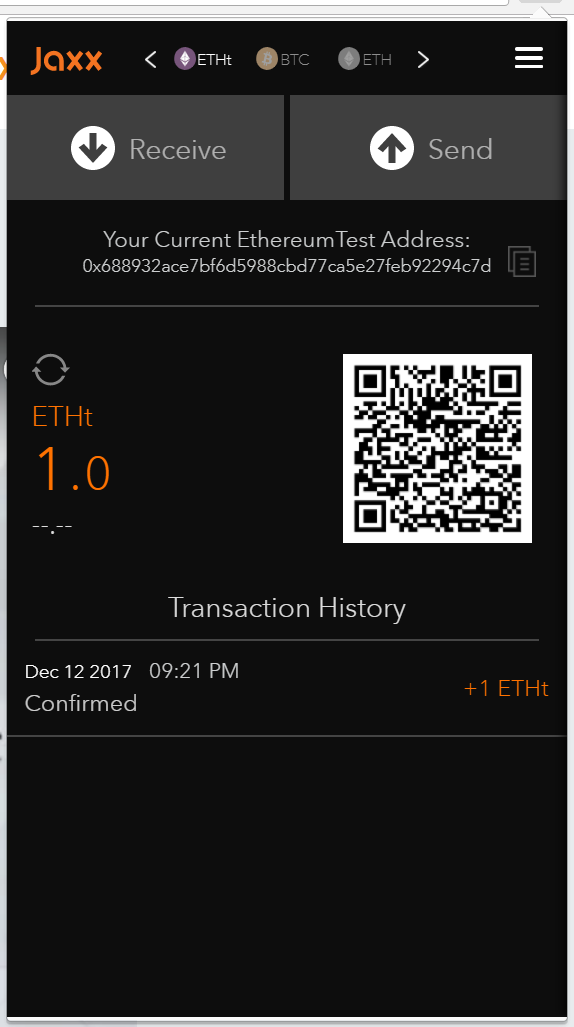 Jaxx
ETHt
BTC
ETH
Receive
Send
Your Current EthereumTest Address:
0x688932ace7bf6d5988cbd77ca5e27feb92294c7d
ETHt
1.0
--.--
Transaction History
Dec 12 2017 09:21 PM
Confirmed
+1 ETHt